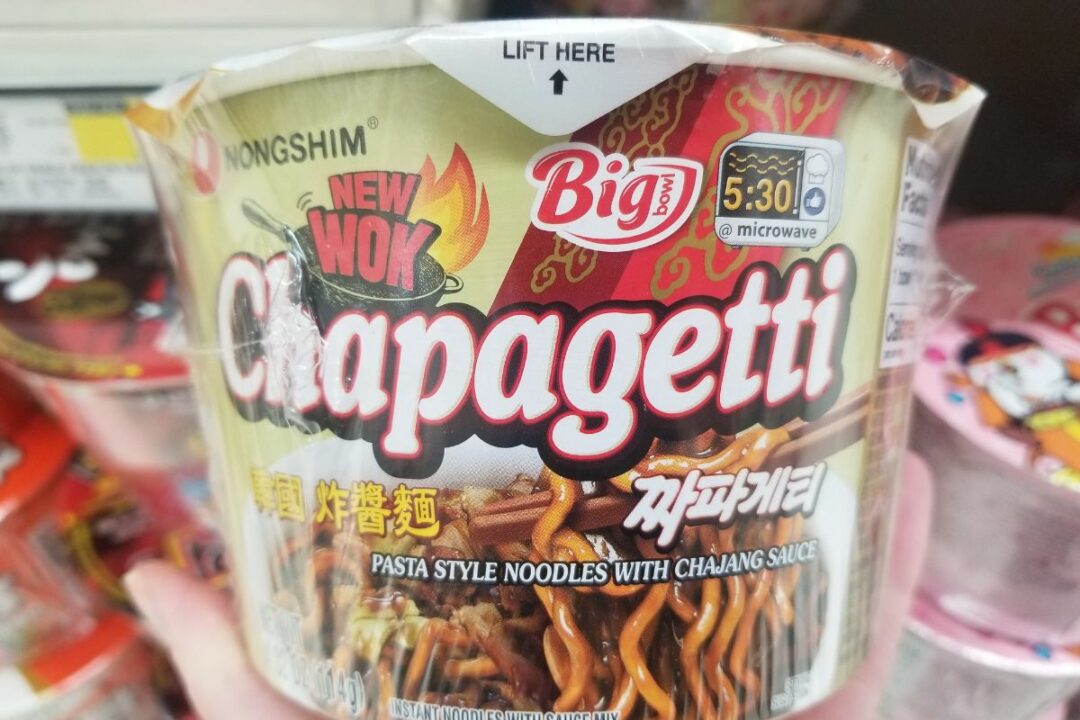 LIFT HERE
NONGSHIM®
NEW
WOK
Big
bowl
5:30
@ microwave
Chapagetti
韓國 炸醬麵
짜파게티
PASTA STYLE NOODLES WITH CHAJANG SAUCE
(114g)
INSTANT NOODLES WITH SAUCE MIX